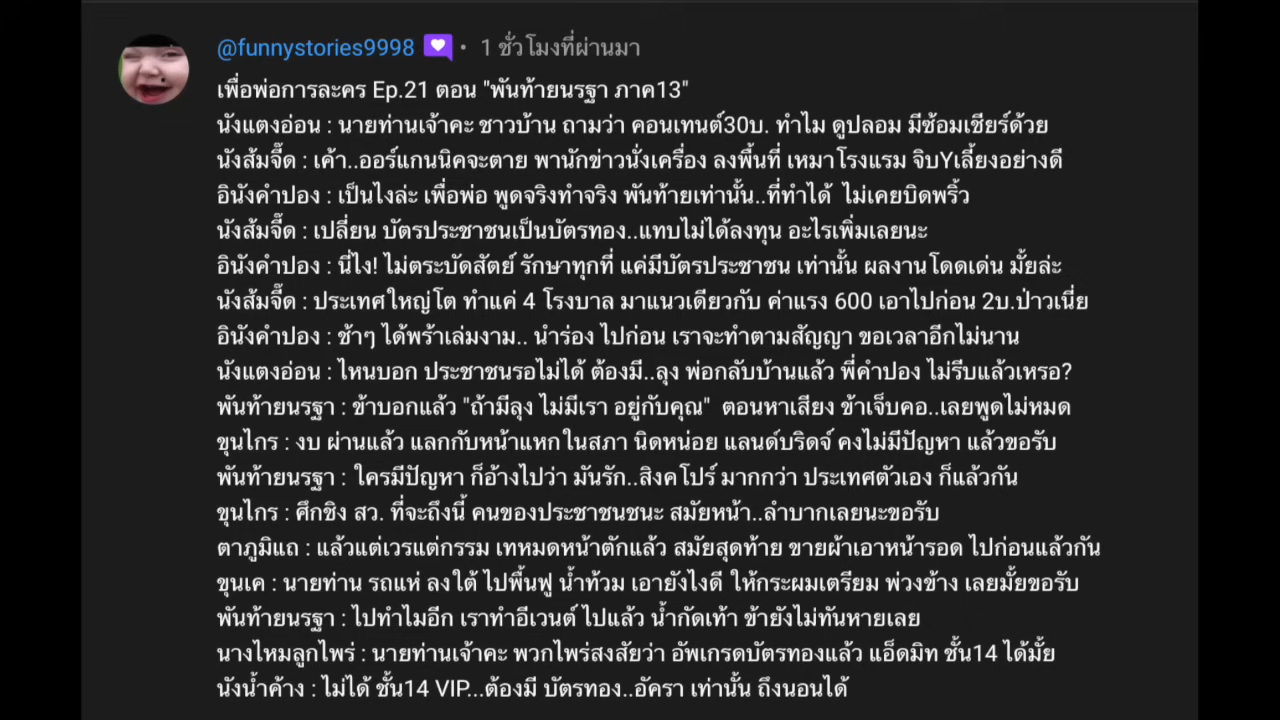 @funnystories9998 • 1 ชั่วโมงที่ผ่านมา
เพื่อพ่อการละคร Ep.21 ตอน "พันท้ายนรฐา ภาค13"
นังแตงอ่อน : นายท่านเจ้าคะ ชาวบ้าน ถามว่า คอนเทนต์30บ. ทำไม ดูปลอม มีซ้อมเชียร์ด้วย
นังส้มจี๊ด : เค้า..ออร์แกนนิคจะตาย พานักข่าวนั่งเครื่อง ลงพื้นที่ เหมาโรงแรม จิบYเลี้ยงอย่างดี
อินังคำปอง : เป็นไงล่ะ เพื่อพ่อ พูดจริงทำจริง พันท้ายเท่านั้น..ที่ทำได้ ไม่เคยบิดพริ้ว
นังส้มจี๊ด : เปลี่ยน บัตรประชาชนเป็นบัตรทอง..แทบไม่ได้ลงทุน อะไรเพิ่มเลยนะ
อินังคำปอง : นี่ไง! ไม่ตระบัดสัตย์ รักษาทุกที่ แค่มีบัตรประชาชน เท่านั้น ผลงานโดดเด่น มั้ยล่ะ
นังส้มจี๊ด : ประเทศใหญ่โต ทำแค่ 4 โรงบาล มาแนวเดียวกับ ค่าแรง 600 เอาไปก่อน 2บ.ป่าวเนี่ย
อินังคำปอง : ช้าๆ ได้พร้าเล่มงาม.. นำร่อง ไปก่อน เราจะทำตามสัญญา ขอเวลาอีกไม่นาน
นังแตงอ่อน : ไหนบอก ประชาชนรอไม่ได้ ต้องมี..ลุง พ่อกลับบ้านแล้ว พี่คำปอง ไม่รีบแล้วเหรอ?
พันท้ายนรฐา : ข้าบอกแล้ว "ถ้ามีลุง ไม่มีเรา อยู่กับคุณ" ตอนหาเสียง ข้าเจ็บคอ..เลยพูดไม่หมด
ขุนไกร : งบ ผ่านแล้ว แลกกับหน้าแหกในสภา นิดหน่อย แลนด์บริดจ์ คงไม่มีปัญหา แล้วขอรับ
พันท้ายนรฐา : ใครมีปัญหา ก็อ้างไปว่า มันรัก..สิงคโปร์ มากกว่า ประเทศตัวเอง ก็แล้วกัน
ขุนไกร : ศึกชิง สว. ที่จะถึงนี้ คนของประชาชนชนะ สมัยหน้า..ลำบากเลยนะขอรับ
ตาภูมิแถ : แล้วแต่เวรแต่กรรม เทหมดหน้าตักแล้ว สมัยสุดท้าย ขายผ้าเอาหน้ารอด ไปก่อนแล้วกัน
ขุนเค : นายท่าน รถแห่ ลงใต้ ไปพื้นฟู น้ำท้วม เอายังไงดี ให้กระผมเตรียม พ่วงข้าง เลยมั้ยขอรับ
พันท้ายนรฐา : ไปทำไมอีก เราทำอีเวนต์ ไปแล้ว น้ำกัดเท้า ข้ายังไม่ทันหายเลย
นางไหมลูกไพร่ : นายท่านเจ้าคะ พวกไพร่สงสัยว่า อัพเกรดบัตรทองแล้ว แอ็ดมิท ชั้น14 ได้มั้ย
นังน้ำค้าง : ไม่ได้ ชั้น14 VIP...ต้องมี บัตรทอง..อัครา เท่านั้น ถึงนอนได้